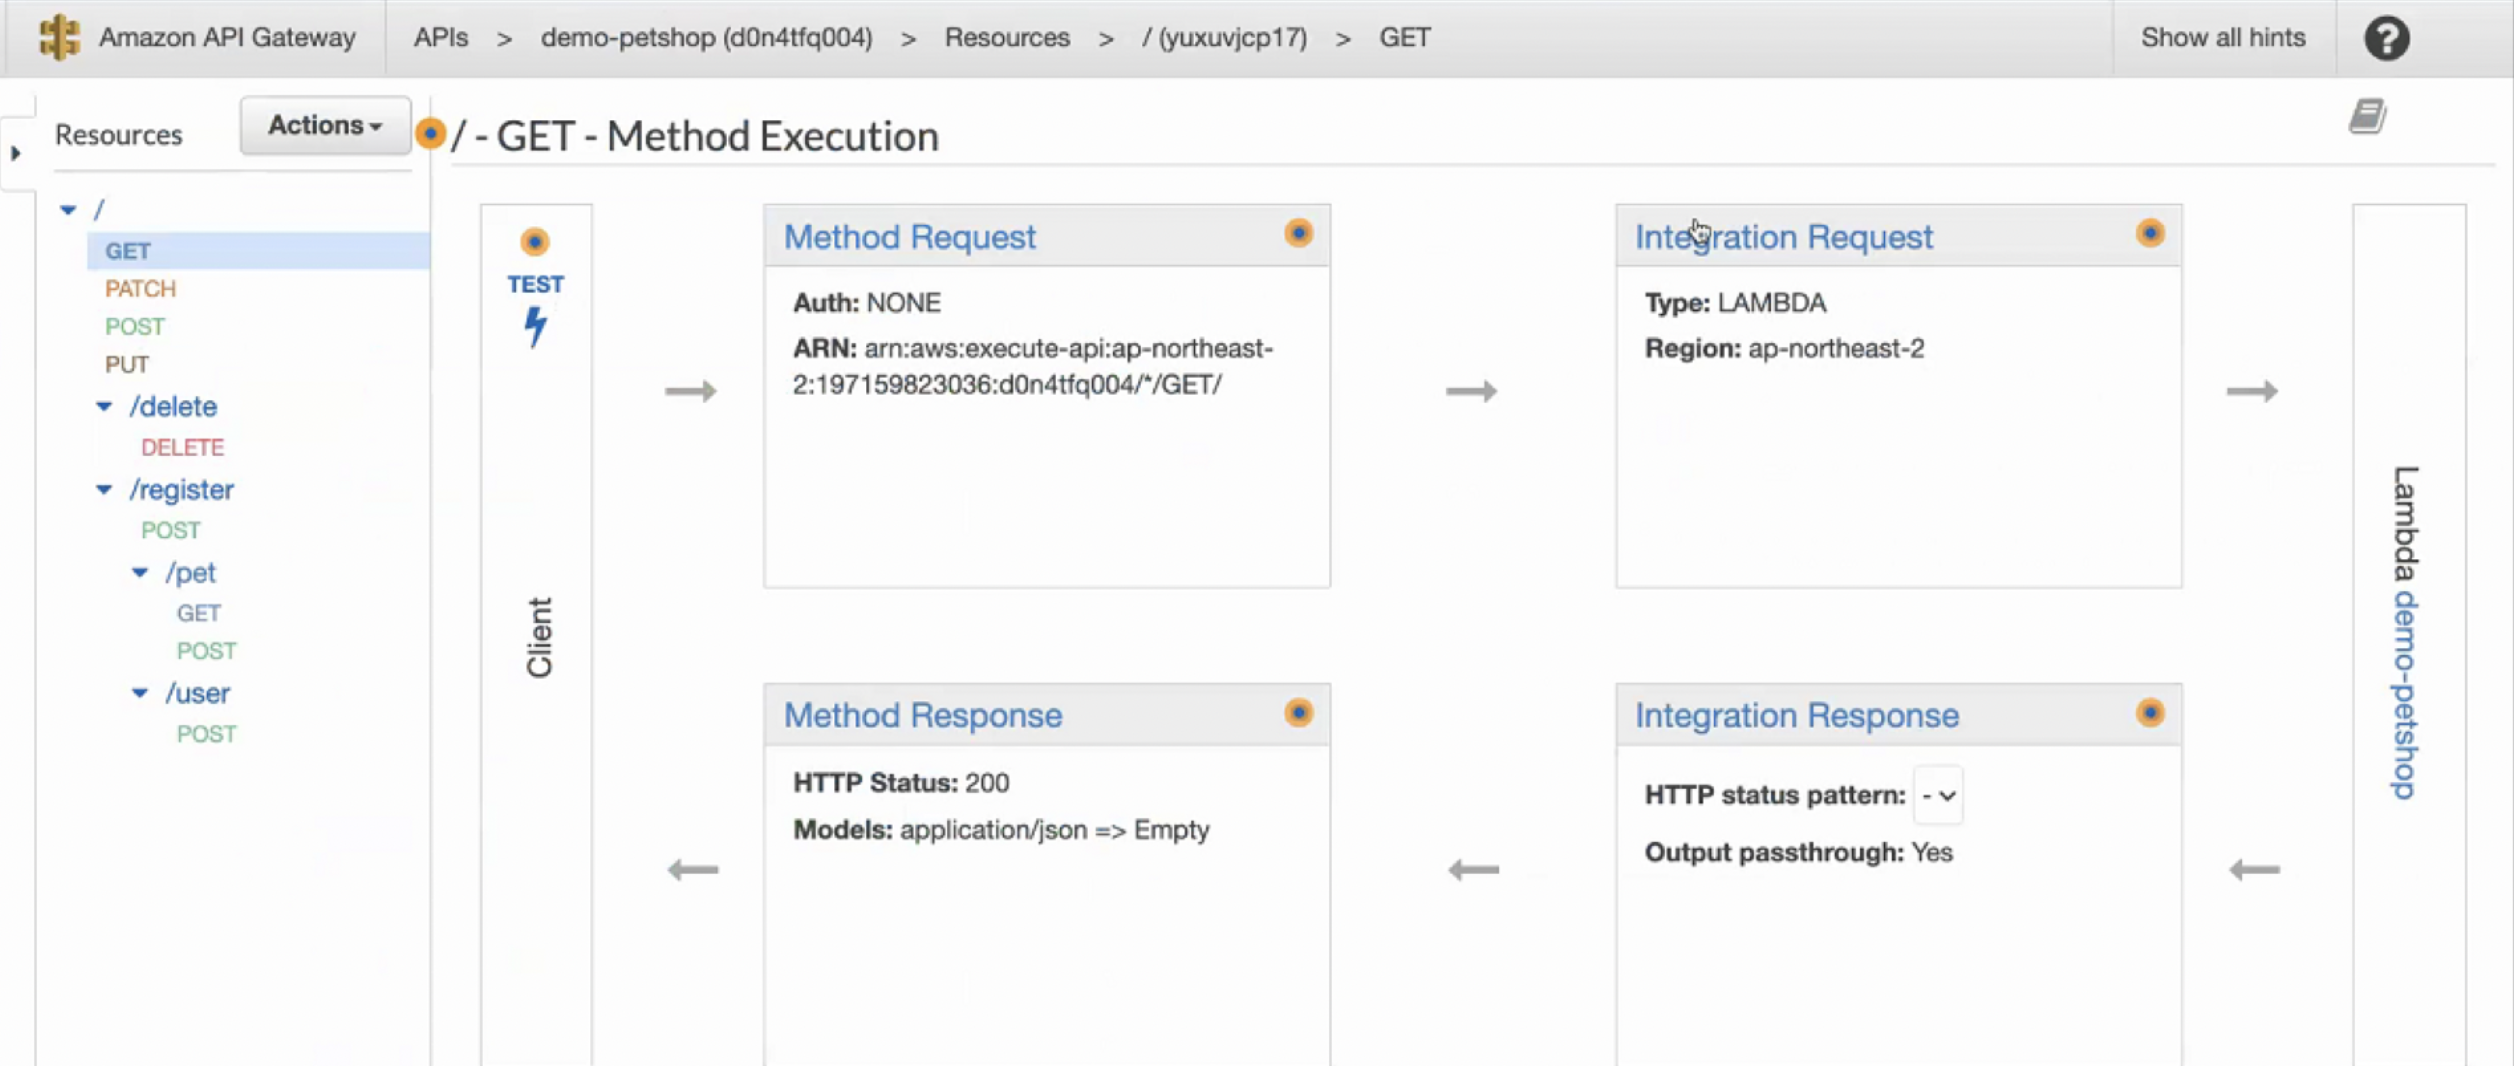 Amazon API Gateway APIs > demo-petshop (d0n4tfq004) > Resources > / (yuxuvjcp17) > GET Show all hints ?
Resources Actions
/
GET
PATCH
POST
PUT
/delete
DELETE
/register
POST
/pet
GET
POST
/user
POST
/ - GET - Method Execution
TEST
Client
Method Request
Auth: NONE
ARN: arn:aws:execute-api:ap-northeast-
2:197159823036:d0n4tfq004/*/GET/
Integration Request
Type: LAMBDA
Region: ap-northeast-2
Lambda demo-petshop
Method Response
HTTP Status: 200
Models: application/json => Empty
Integration Response
HTTP status pattern: -
Output passthrough: Yes